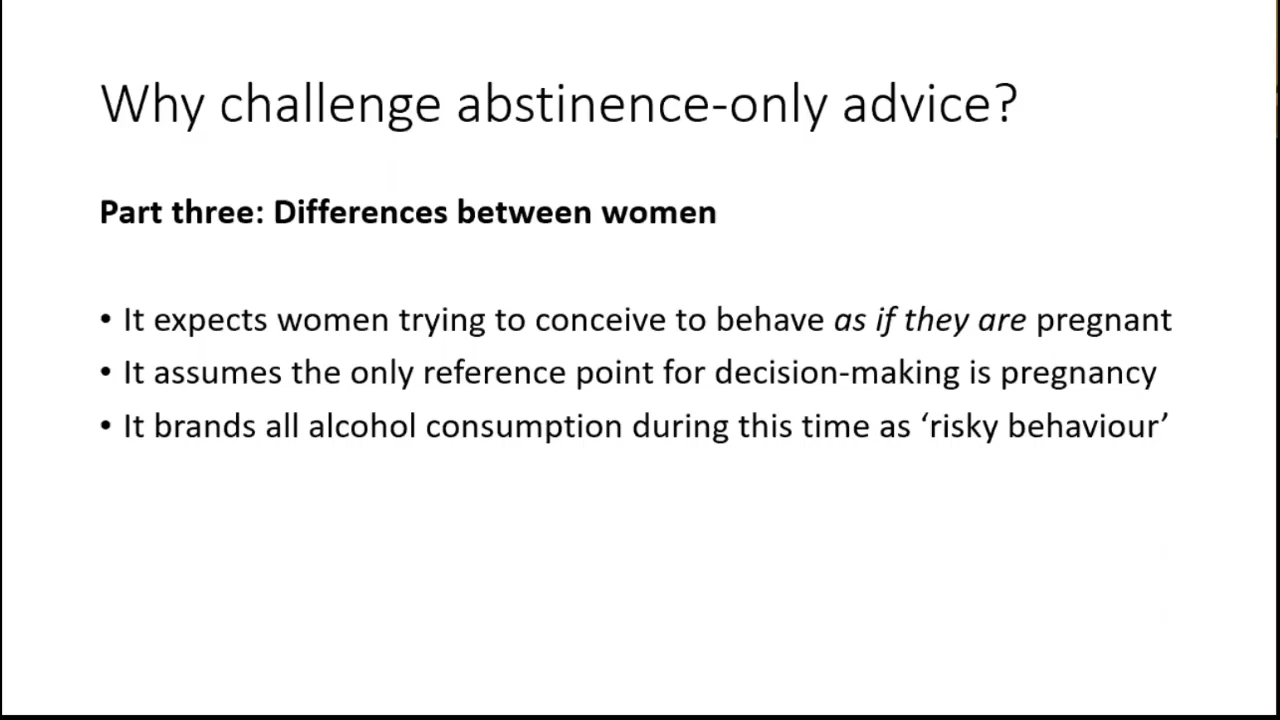 Why challenge abstinence-only advice?
Part three: Differences between women
• It expects women trying to conceive to behave as if they are pregnant
• It assumes the only reference point for decision-making is pregnancy
• It brands all alcohol consumption during this time as ‘risky behaviour’